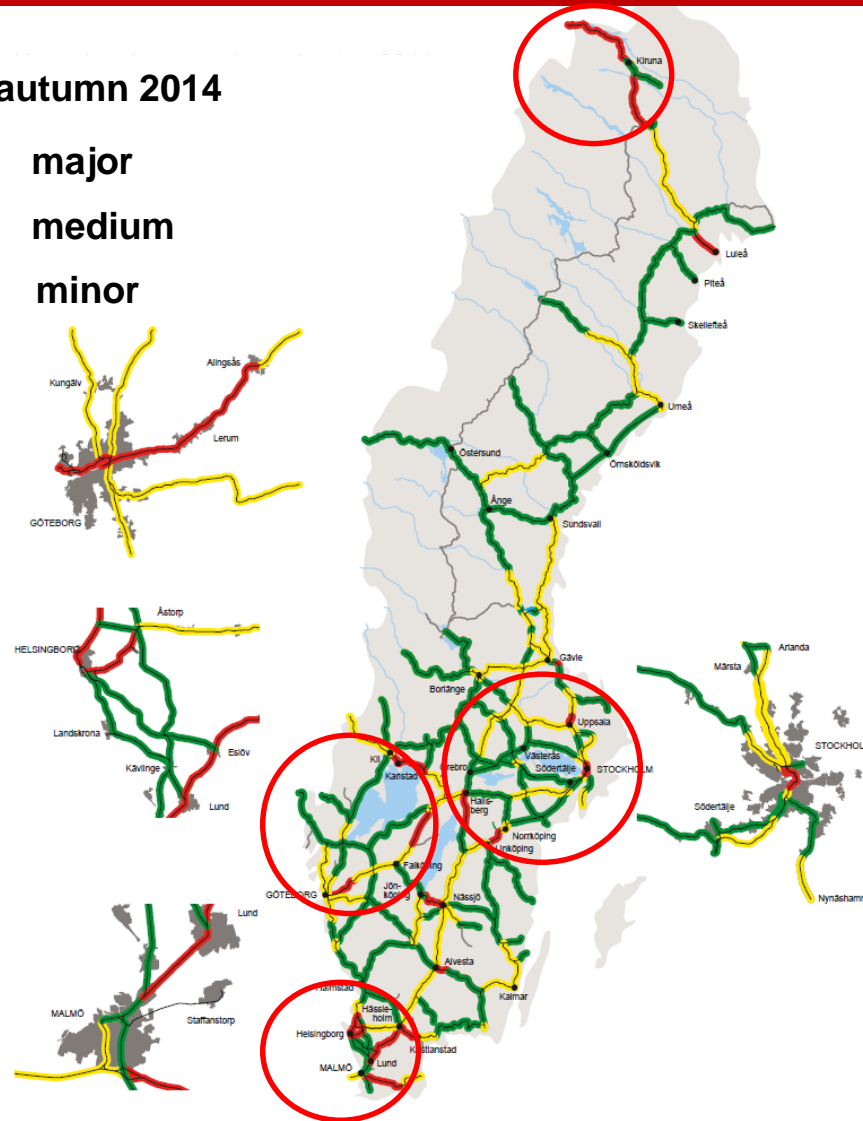 autumn 2014
major
medium
minor
Kiruna
Luleå
Piteå
Skellefteå
Umeå
Örnsköldsvik
Östersund
Ånge
Sundsvall
Gävle
Borlänge
Uppsala
Västerås
Södertälje
STOCKHOLM
Kil
Karlstad
Örebro
Halls-
berg
Norrköping
Linköping
Falköping
GÖTEBORG
Jön-
köping
Nässjö
Alvesta
Halmstad
Kalmar
Hässle-
holm
Helsingborg
Kristianstad
Lund
MALMÖ
Alingsås
Kungälv
Lerum
GÖTEBORG
Åstorp
HELSINGBORG
Landskrona
Eslöv
Kävlinge
Lund
Lund
MALMÖ
Staffanstorp
Arlanda
Märsta
STOCKHOL
Södertälje
Nynäshamn